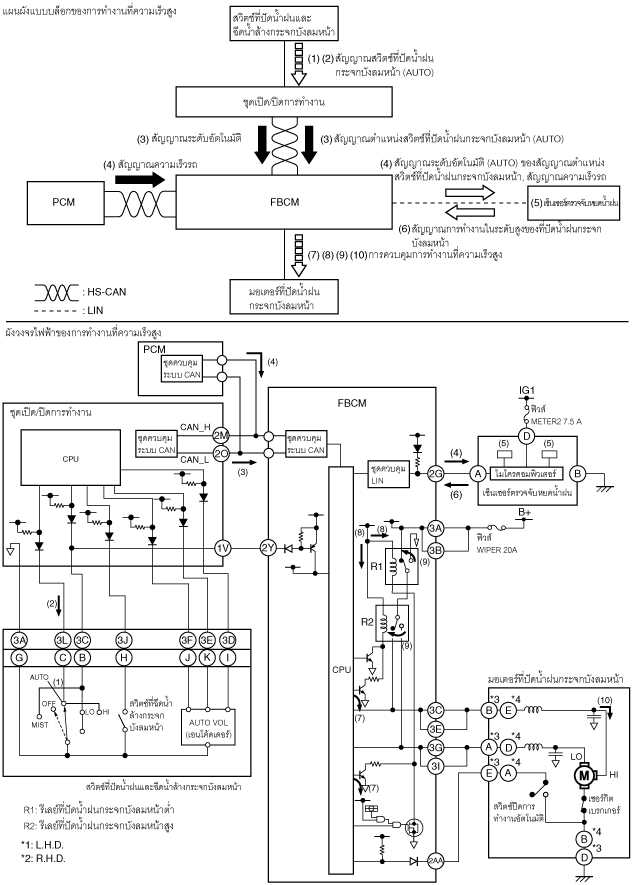 แผนผังแบบบล็อกของการทำงานที่ความเร็วสูง
สวิตช์ที่ปัดน้ำฝนและ
ฉีดน้ำล้างกระจกบังลมหน้า
(1) (2) สัญญาณสวิตช์ที่ปัดน้ำฝน
กระจกบังลมหน้า (AUTO)
ชุดเปิด/ปิดการทำงาน
(3) สัญญาณระดับอัตโนมัติ
(3) สัญญาณตำแหน่งสวิตช์ที่ปัดน้ำฝนกระจกบังลมหน้า (AUTO)
(4) สัญญาณความเร็วรถ
(4) สัญญาณระดับอัตโนมัติ (AUTO) ของสัญญาณตำแหน่ง
สวิตช์ที่ปัดน้ำฝนกระจกบังลมหน้า, สัญญาณความเร็วรถ
PCM
FBCM
(5) เซ็นเซอร์ตรวจจับหยดน้ำฝน
(6) สัญญาณการทำงานในระดับสูงของที่ปัดน้ำฝนกระจก
บังลมหน้า
(7) (8) (9) (10) การควบคุมการทำงานที่ความเร็วสูง
มอเตอร์ที่ปัดน้ำฝน
กระจกบังลมหน้า
: HS-CAN
: LIN
ผังวงจรไฟฟ้าของการทำงานที่ความเร็วสูง
PCM
ชุดควบคุม
ระบบ CAN
(4)
ชุดเปิด/ปิดการทำงาน
CPU
ชุดควบคุม
ระบบ CAN
CAN_H
CAN_L
2M
2O
(3)
1V
2Y
FBCM
ชุดควบคุม
ระบบ CAN
ชุดควบคุม
LIN
2G
(4)
(6)
IG1
ฟิวส์
METER2 7.5 A
D
(5)
(5)
A
ไมโครคอมพิวเตอร์
B
เซ็นเซอร์ตรวจจับหยดน้ำฝน
B+
ฟิวส์
WIPER 20A
3A
3B
(8)
(8)
R1
(9)
R2
(9)
CPU
(7)
(7)
3C
3E
3G
3I
2AA
(2)
3A
3L
3C
3J
3F
3E
3D
G
C
B
H
J
K
I
AUTO
(1)
OFF
MIST
LO
HI
สวิตช์ที่ฉีดน้ำ
ล้างกระจก
บังลมหน้า
AUTO VOL
(เอนโค้ดเดอร์)
สวิตช์ที่ปัดน้ำฝนและฉีดน้ำล้างกระจกบังลมหน้า
มอเตอร์ที่ปัดน้ำฝนกระจกบังลมหน้า
*3
*4
B
E
(10)
*3
*4
A
D
LO
HI
M
*3
*4
E
A
สวิตช์ปิดการ
ทำงานอัตโนมัติ
เซอร์กิต
เบรกเกอร์
B
*4
D
*3
R1: รีเลย์ที่ปัดน้ำฝนกระจกบังลมหน้าต่ำ
R2: รีเลย์ที่ปัดน้ำฝนกระจกบังลมหน้าสูง
*1: L.H.D.
*2: R.H.D.